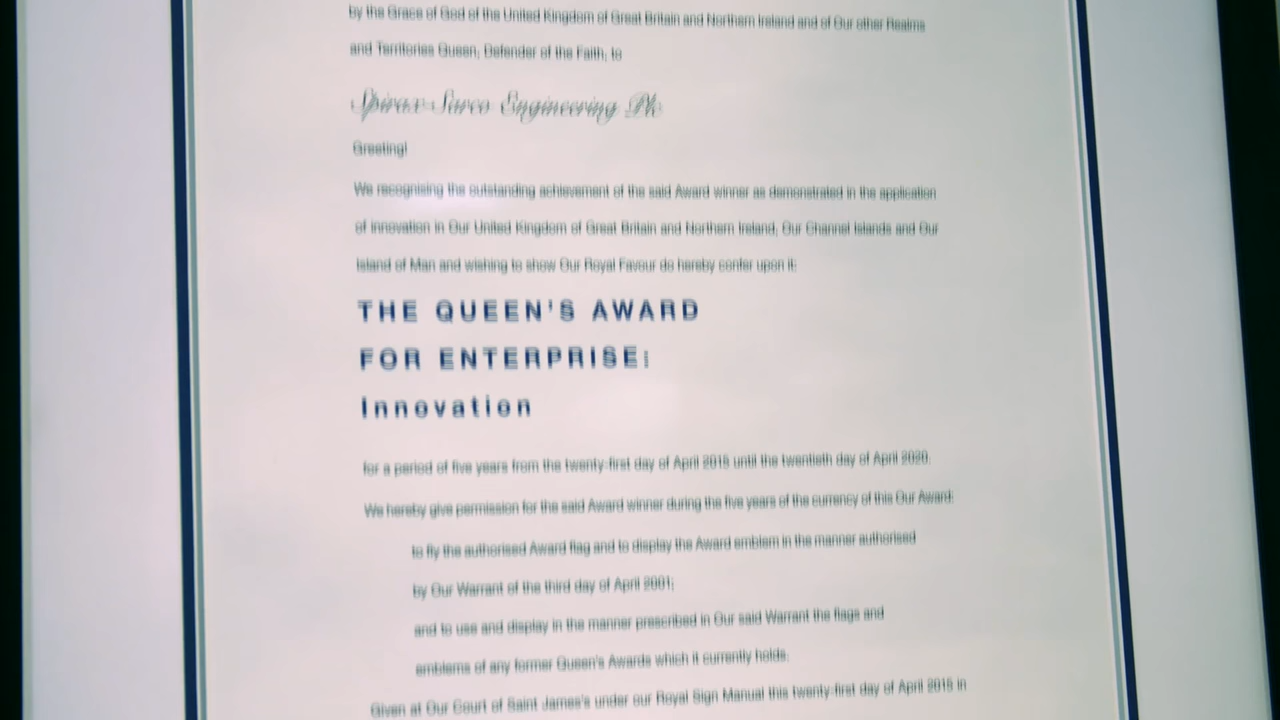 by the Grace of God of the United Kingdom of Great Britain and Northern Ireland and of Our other Realms
and Territories Queen, Defender of the Faith, to
Spirax-Sarco Engineering Plc
Greeting!
We recognising the outstanding achievement of the said Award winner as demonstrated in the application
of innovation in Our United Kingdom of Great Britain and Northern Ireland, Our Channel Islands and Our
Island of Man and wishing to show Our Royal Favour do hereby confer upon it:
THE QUEEN'S AWARD
FOR ENTERPRISE:
Innovation
for a period of five years from the twenty-first day of April 2015 until the twentieth day of April 2020.
We hereby give permission for the said Award winner during the five years of the currency of this Our Award:
to fly the authorised Award flag and to display the Award emblem in the manner authorised
by Our Warrant of the third day of April 2001;
and to use and display in the manner prescribed in Our said Warrant the flags and
emblems of any former Queen's Awards which it currently holds.
Given at Our Court of Saint James's under our Royal Sign Manual this twenty-first day of April 2015 in